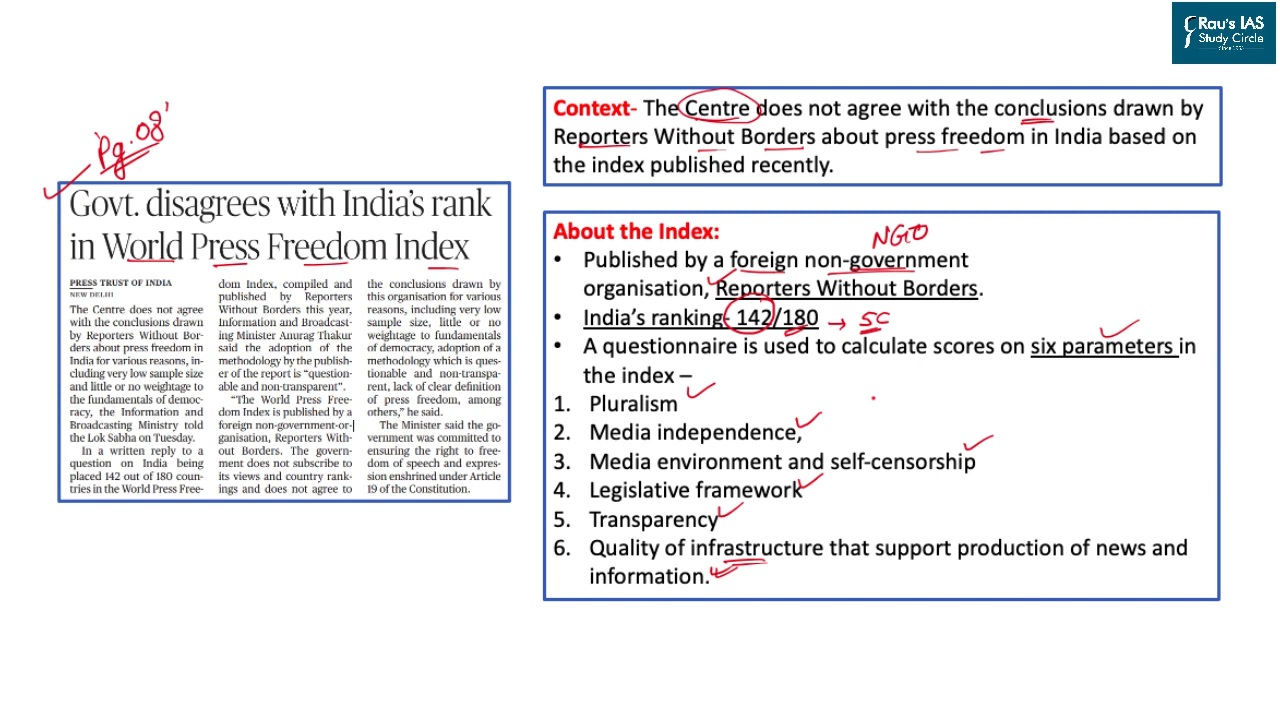 Rau's IAS
Study Circle
'Pg. 08'
Govt. disagrees with India's rank
in World Press Freedom Index
PRESS TRUST OF INDIA
NEW DELHI
The Centre does not agree
with the conclusions drawn
by Reporters Without Bor-
ders about press freedom in
India for various reasons, in-
cluding very low sample size
and little or no weightage to
the fundamentals of democ-
racy, the Information and
Broadcasting Ministry told
the Lok Sabha on Tuesday.
In a written reply to a
question on India being
placed 142 out of 180 coun-
tries in the World Press Free-
dom Index, compiled and
published by Reporters
Without Borders this year,
Information and Broadcast-
ing Minister Anurag Thakur
said the adoption of the
methodology by the publish-
er of the report is “question-
able and non-transparent”.
“The World Press Free-
dom Index is published by a
foreign non-government-or-
ganisation, Reporters With-
out Borders. The govern-
ment does not subscribe to
its views and country rank-
ings and does not agree to
the conclusions drawn by
this organisation for various
reasons, including very low
sample size, little or no
weightage to fundamentals
of democracy, adoption of a
methodology which is ques-
tionable and non-transpa-
rent, lack of clear definition
of press freedom, among
others,” he said.
The Minister said the go-
vernment was committed to
ensuring the right to free-
dom of speech and expres-
sion enshrined under Article
19 of the Constitution.
Context- The Centre does not agree with the conclusions drawn by
Reporters Without Borders about press freedom in India based on
the index published recently.
About the Index:
NGO
• Published by a foreign non-government
organisation, Reporters Without Borders.
• India's ranking- 142/180 → SC
• A questionnaire is used to calculate scores on six parameters in
the index –
1. Pluralism
2. Media independence,
3. Media environment and self-censorship
4. Legislative framework
5. Transparency
6. Quality of infrastructure that support production of news and
information.